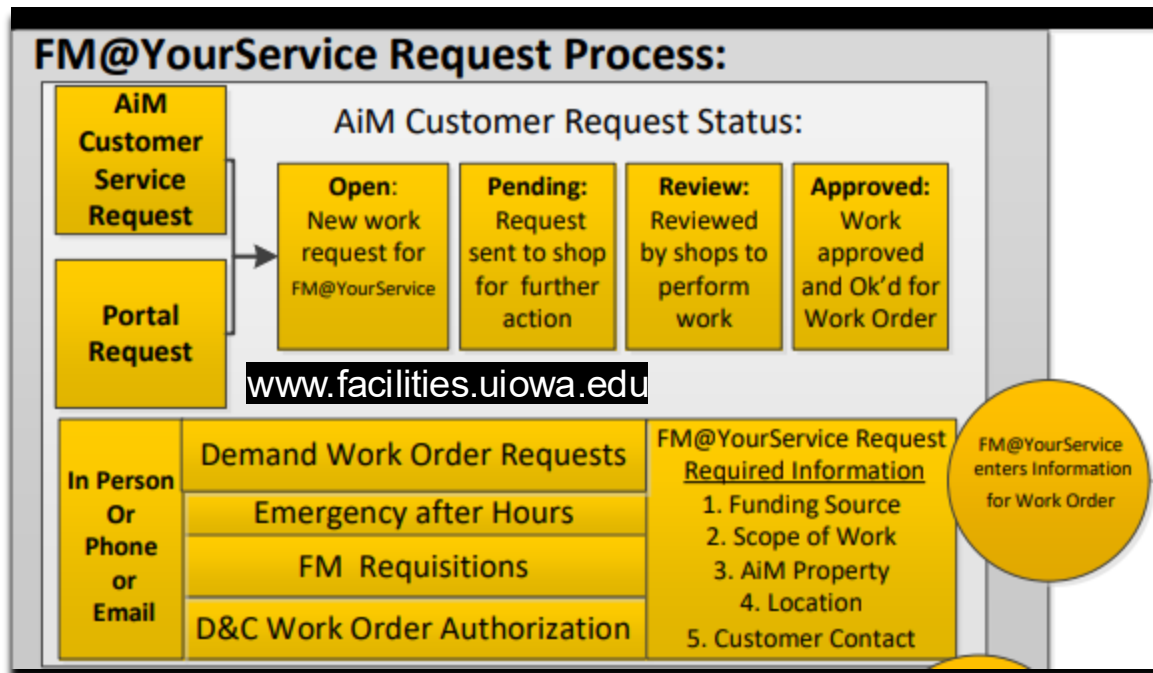 FM@YourService Request Process:
AiM
Customer
Service
Request
Portal
Request
AiM Customer Request Status:
Open:
New work
request for
FM@YourService
Pending:
Request
sent to shop
for further
action
Review:
Reviewed
by shops to
perform
work
Approved:
Work
approved
and Ok'd for
Work Order
www.facilities.uiowa.edu
In Person
Or
Phone
or
Email
Demand Work Order Requests
Emergency after Hours
FM Requisitions
D&C Work Order Authorization
FM@YourService Request
Required Information
1. Funding Source
2. Scope of Work
3. AiM Property
4. Location
5. Customer Contact
FM@YourService
enters Information
for Work Order